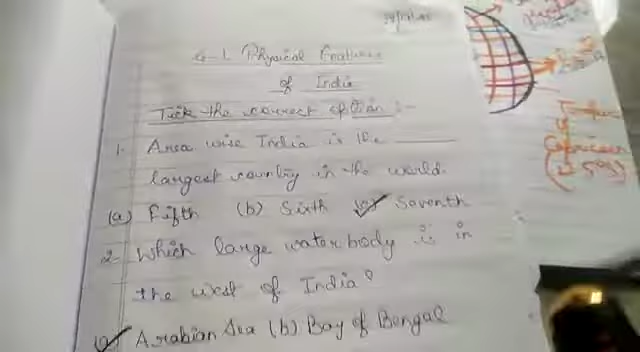 L-1 Physical Features
of India
Tick the correct option :-
1. Area wise India is the ______
largest country in the world.
(a) Fifth (b) Sixth (c) Seventh
2. Which large water body is in
the west of India?
(a) Arabian Sea (b) Bay of Bengal